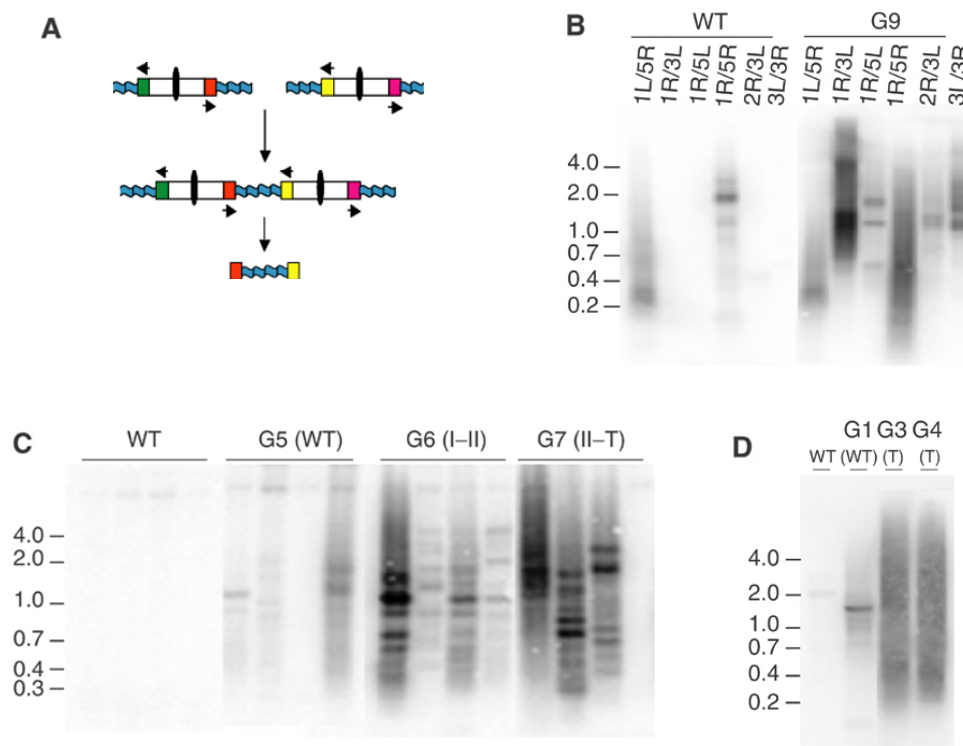 A
B
WT G9
1L/5R 1R/3L 1R/5L 1R/5R 2R/3L 3L/3R 1L/5R 1R/3L 1R/5L 1R/5R 2R/3L 3L/3R
4.0
2.0
1.0
0.7
0.4
0.2
C
WT G5 (WT) G6 (I–II) G7 (II–T)
4.0
2.0
1.0
0.7
0.4
0.3
D
G1 G3 G4
WT (WT) (T) (T)
4.0
2.0
1.0
0.7
0.4
0.2